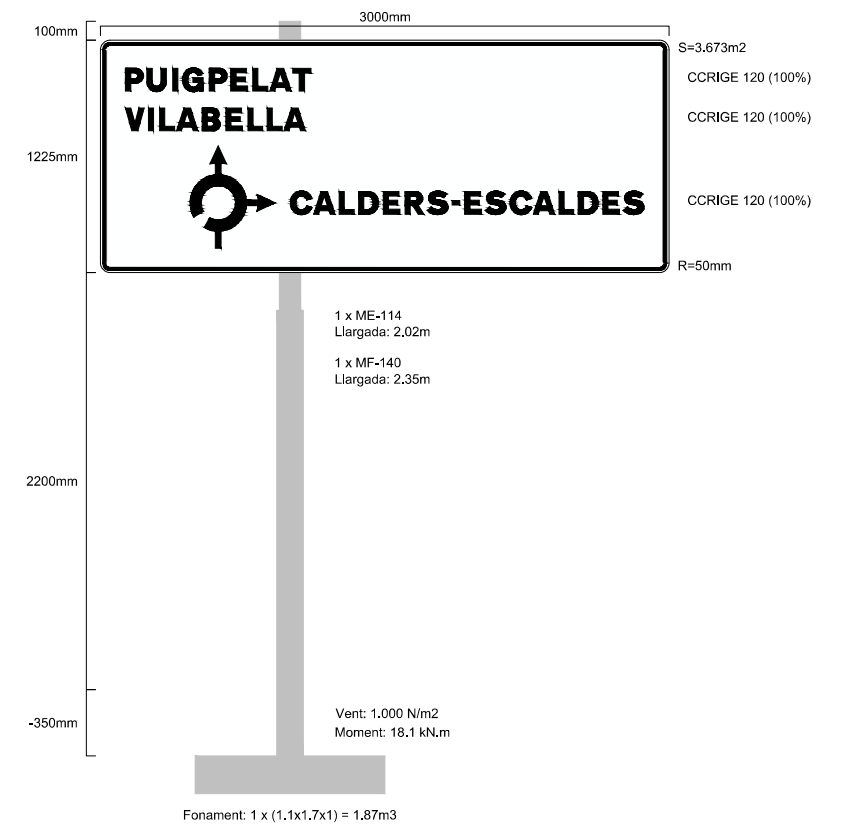 3000mm
100mm
S=3.673m2
PUIGPELAT
CCRIGE 120 (100%)
VILABELLA
CCRIGE 120 (100%)
1225mm
CALDERS-ESCALDES
CCRIGE 120 (100%)
R=50mm
1 x ME-114
Llargada: 2.02m
1 x MF-140
Llargada: 2.35m
2200mm
Vent: 1.000 N/m2
-350mm
Moment: 18.1 kN.m
Fonament: 1 x (1.1x1.7x1) = 1.87m3